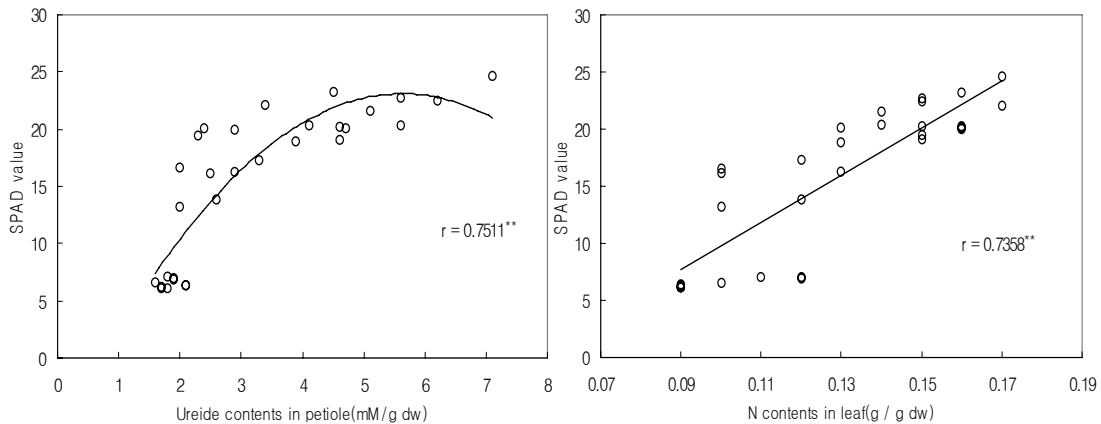 30
25
20
15
10
5
0
SPAD value
0 1 2 3 4 5 6 7 8
Ureide contents in petiole(mM/g dw)
r = 0.7511**
30
25
20
15
10
5
0
SPAD value
0.07 0.09 0.11 0.13 0.15 0.17 0.19
N contents in leaf(g / g dw)
r = 0.7358**